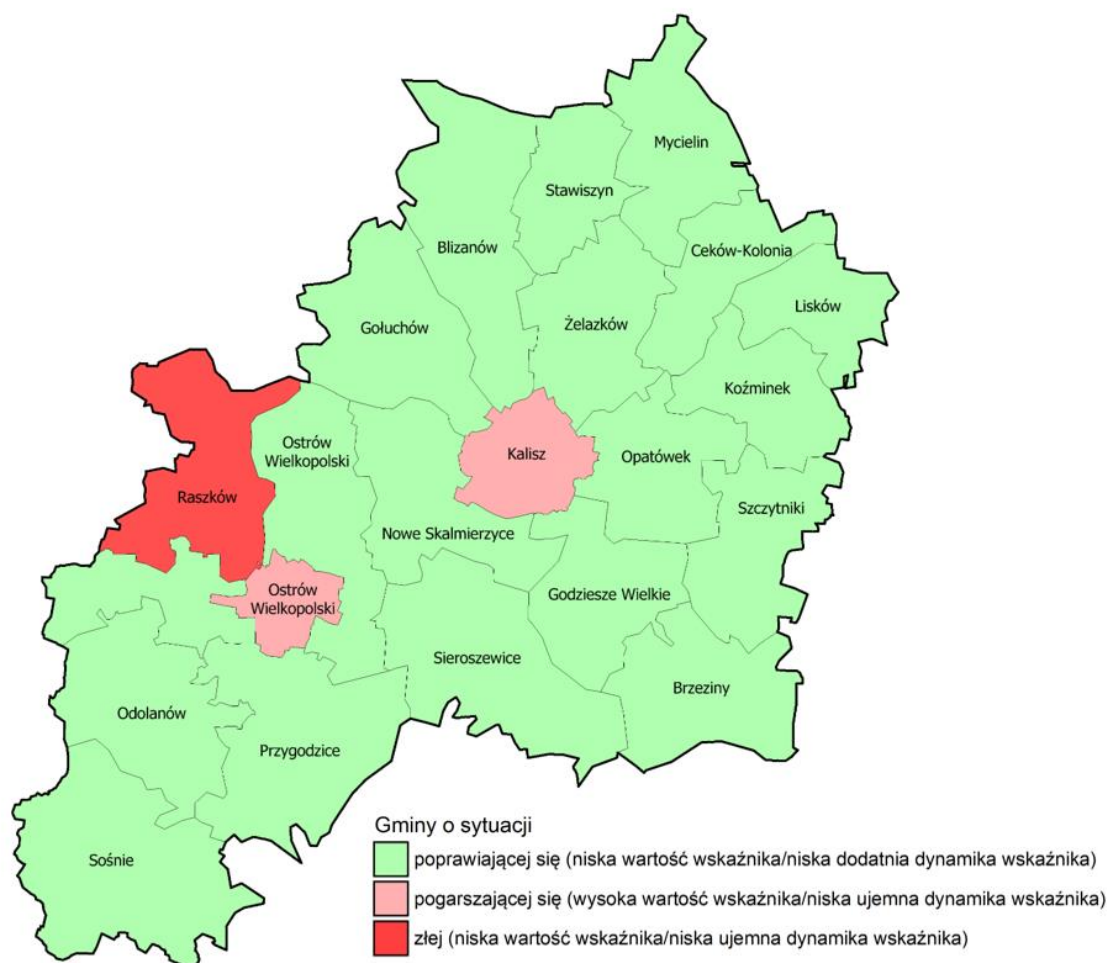 Mycielin
Stawiszyn
Blizanów
Ceków-Kolonia
Lisków
Gołuchów
Żelazków
Koźminek
Ostrów
Wielkopolski
Kalisz
Opatówek
Raszków
Szczytniki
Nowe Skalmierzyce
Ostrów
Wielkopolski
Godziesze Wielkie
Sieroszewice
Brzeziny
Odolanów
Przygodzice
Sośnie
Gminy o sytuacji
poprawiającej się (niska wartość wskaźnika/niska dodatnia dynamika wskaźnika)
pogarszającej się (wysoka wartość wskaźnika/niska ujemna dynamika wskaźnika)
złej (niska wartość wskaźnika/niska ujemna dynamika wskaźnika)